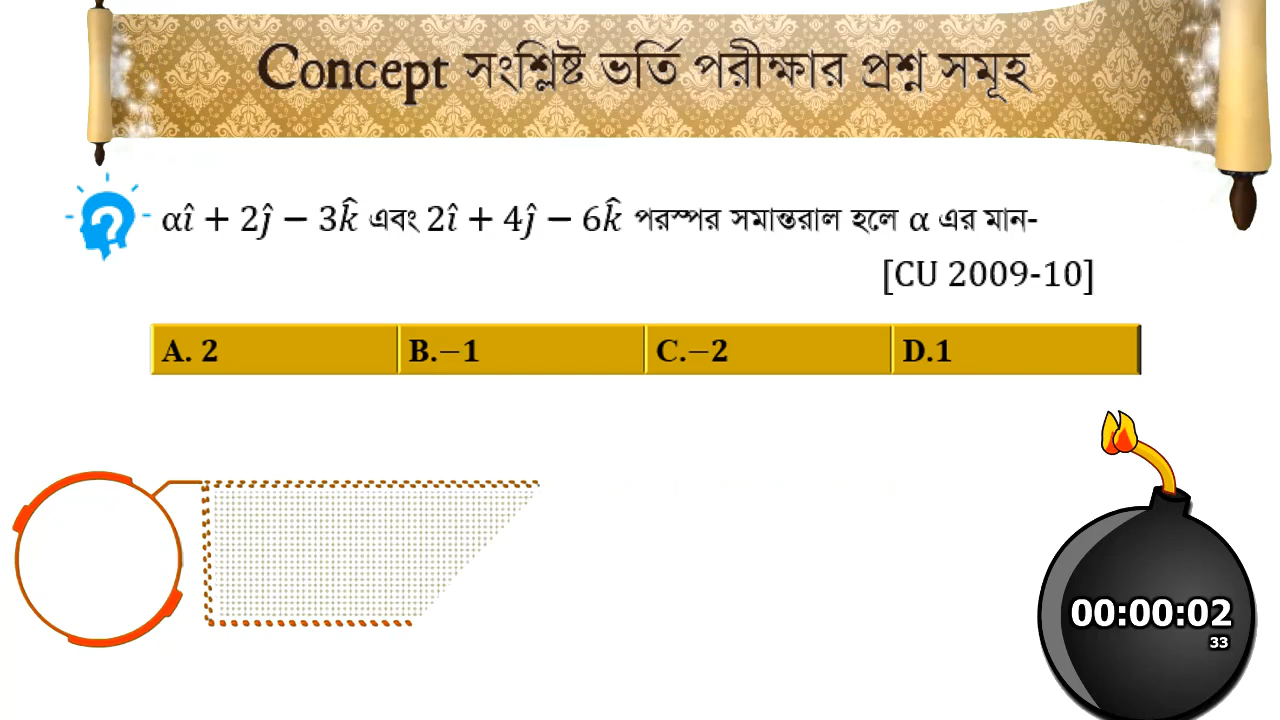 Concept সংশ্লিষ্ট ভর্তি পরীক্ষার প্রশ্ন সমূহ
αî + 2ĵ − 3k̂ এবং 2î + 4ĵ − 6k̂ পরস্পর সমান্তরাল হলে α এর মান-
[CU 2009-10]
A. 2 B.−1 C.−2 D.1
00:00:02
33